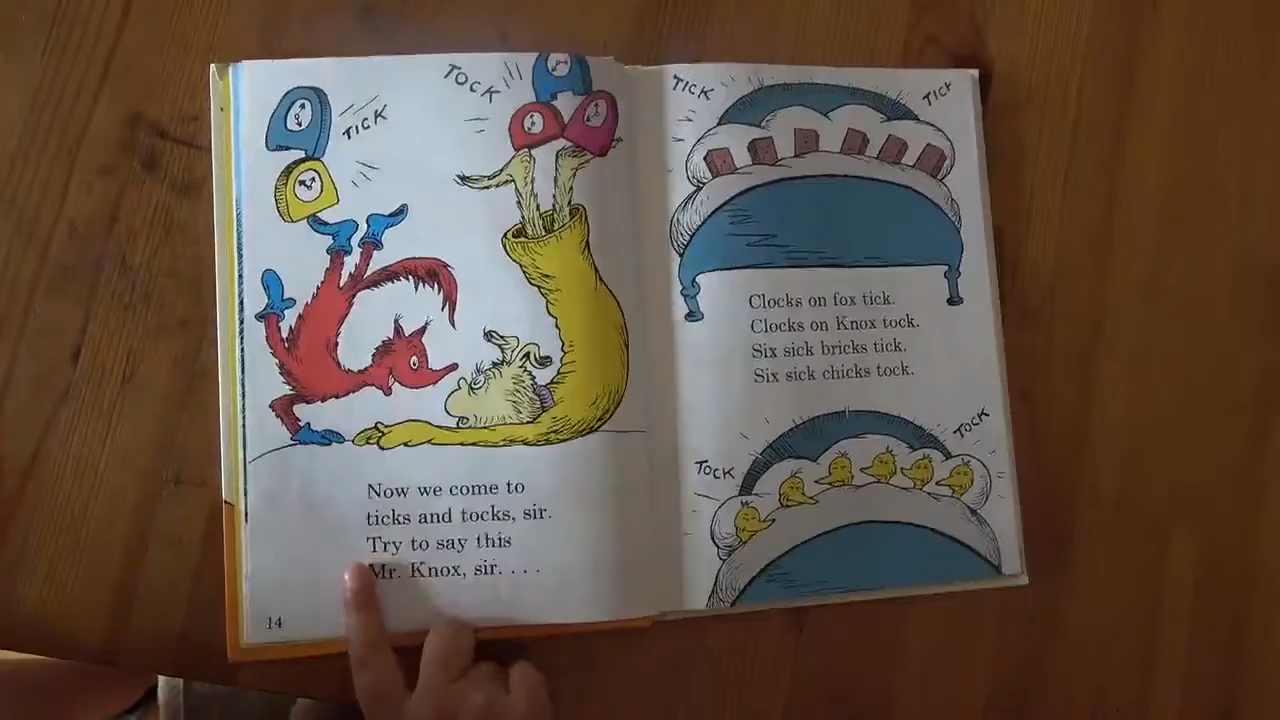 TICK
TOCK
Now we come to
ticks and tocks, sir.
Try to say this
Mr. Knox, sir. . . .
14
TICK
TICK
Clocks on fox tick.
Clocks on Knox tock.
Six sick bricks tick.
Six sick chicks tock.
TOCK
TOCK